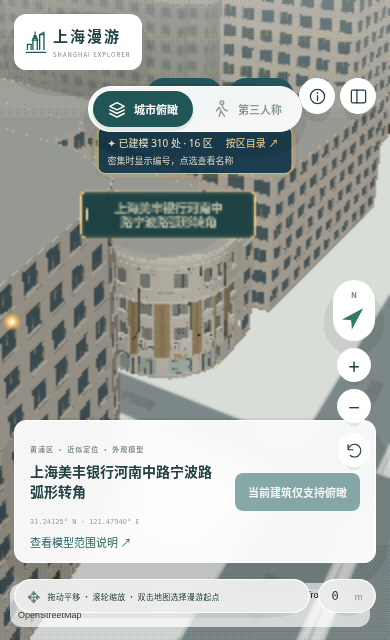 上海漫游
SHANGHAI EXPLORER
城市俯瞰
第三人称
✦ 已建模 310 处 · 16 区 按区目录 ↗
密集时显示编号，点选查看名称
上海美丰银行河南中
路宁波路弧形转角
N
+
−
黄浦区 · 近似定位 · 外观模型
上海美丰银行河南中路宁波路
弧形转角
当前建筑仅支持俯瞰
31.24125° N · 121.47940° E
查看模型范围说明 ↗
拖动平移 · 滚轮缩放 · 双击地图选择漫游起点
0 m
OpenStreetMap